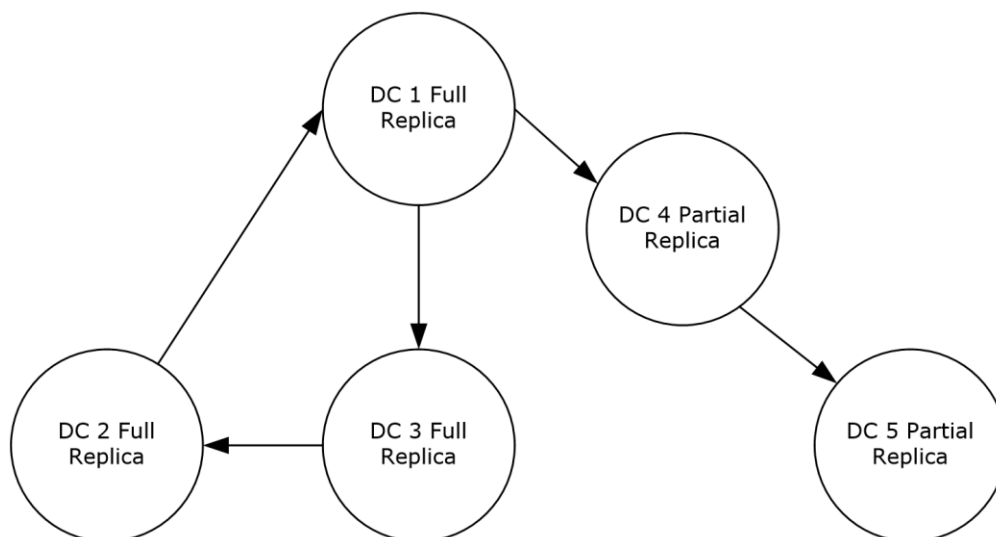 DC 1 Full
Replica
DC 4 Partial
Replica
DC 2 Full
Replica
DC 3 Full
Replica
DC 5 Partial
Replica